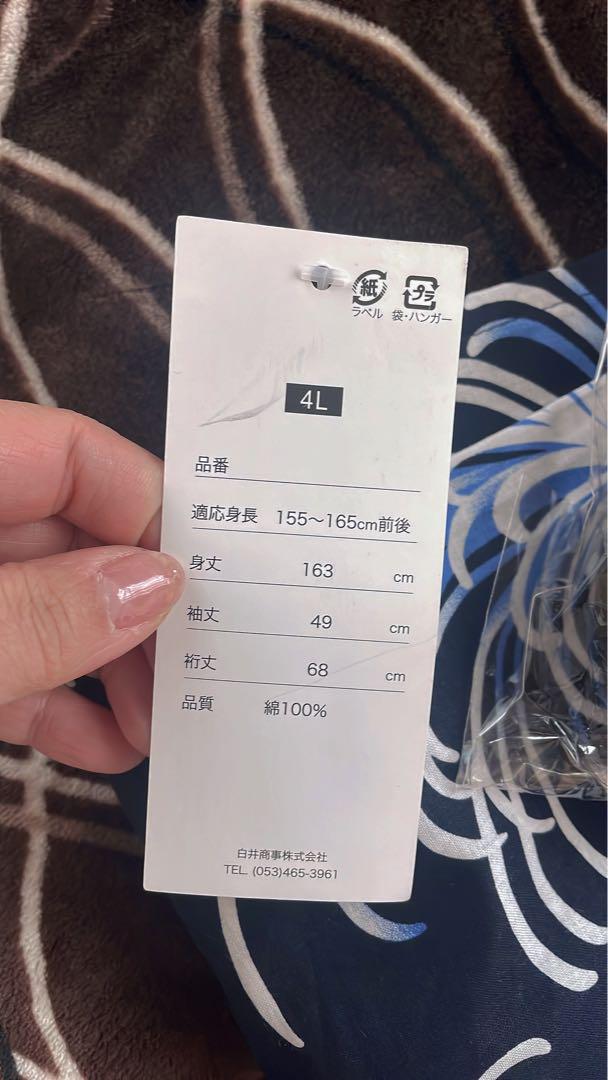 紙 プラ
ラベル 袋・ハンガー
4L
品番
適応身長 155〜165cm前後
身丈 163 cm
袖丈 49 cm
裄丈 68 cm
品質 綿100%
白井商事株式会社
TEL. (053)465-3961